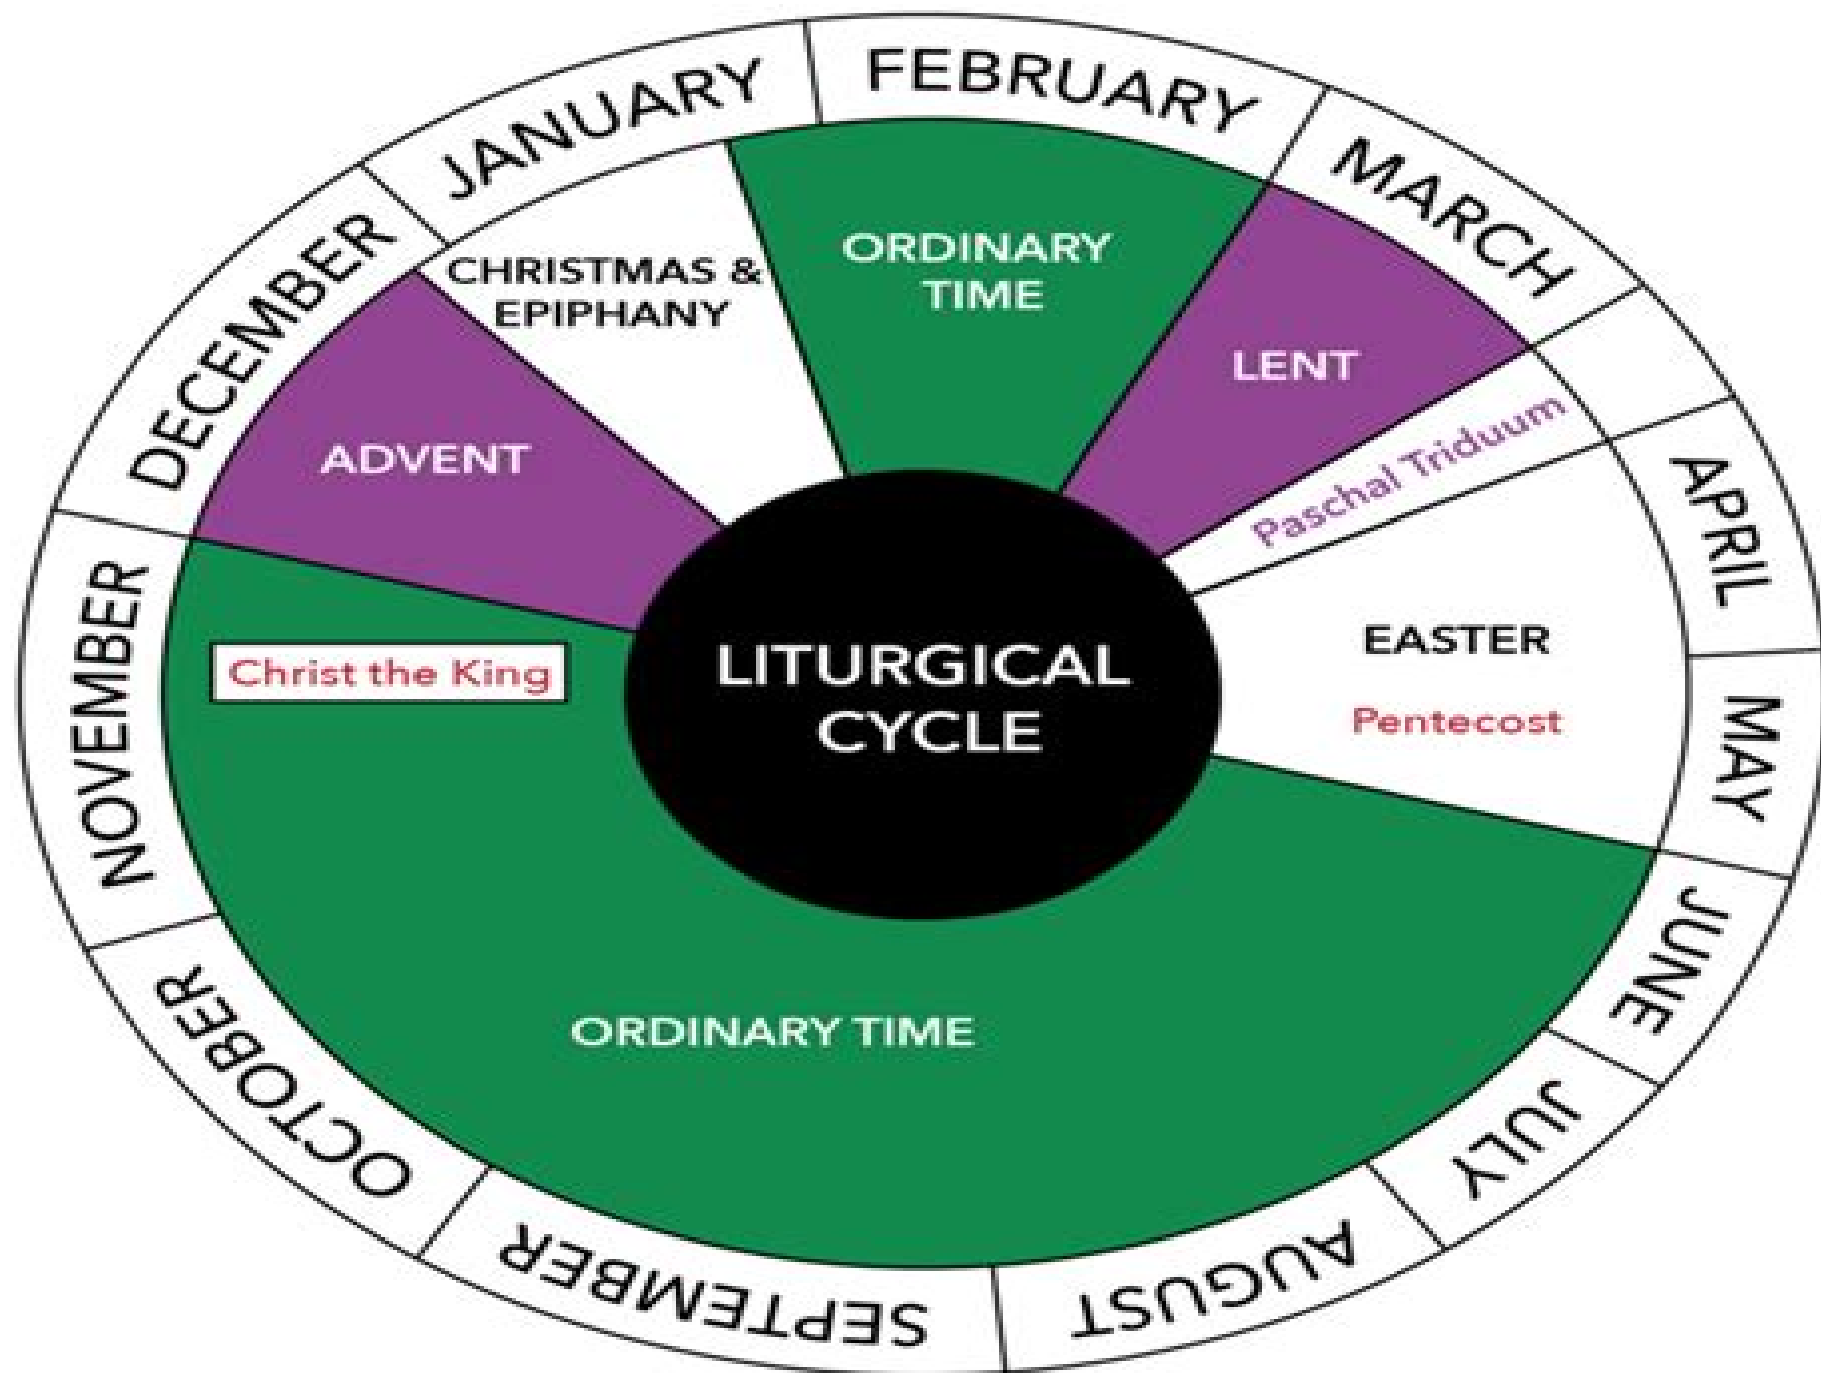 JANUARY
FEBRUARY
MARCH
APRIL
MAY
JUNE
JULY
AUGUST
SEPTEMBER
OCTOBER
NOVEMBER
DECEMBER
CHRISTMAS &
EPIPHANY
ORDINARY
TIME
LENT
Paschal Triduum
EASTER
Pentecost
ORDINARY TIME
Christ the King
ADVENT
LITURGICAL
CYCLE